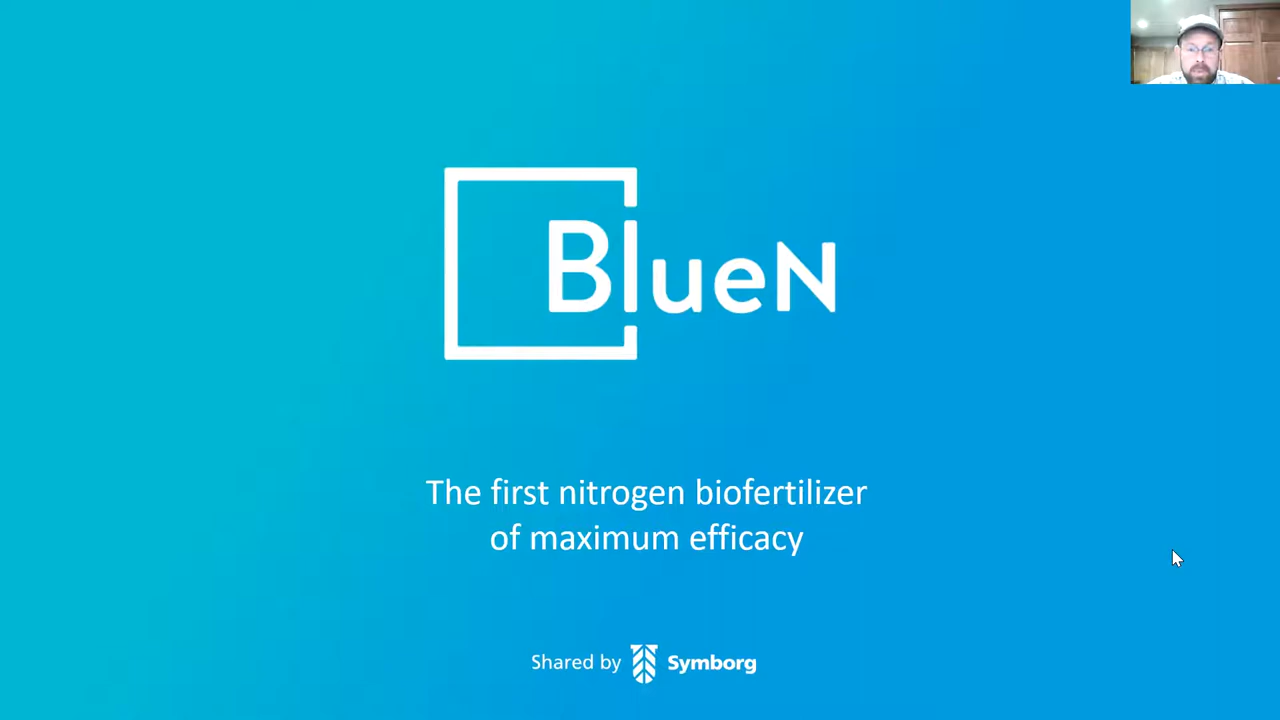 BlueN
The first nitrogen biofertilizer
of maximum efficacy
Shared by Symborg